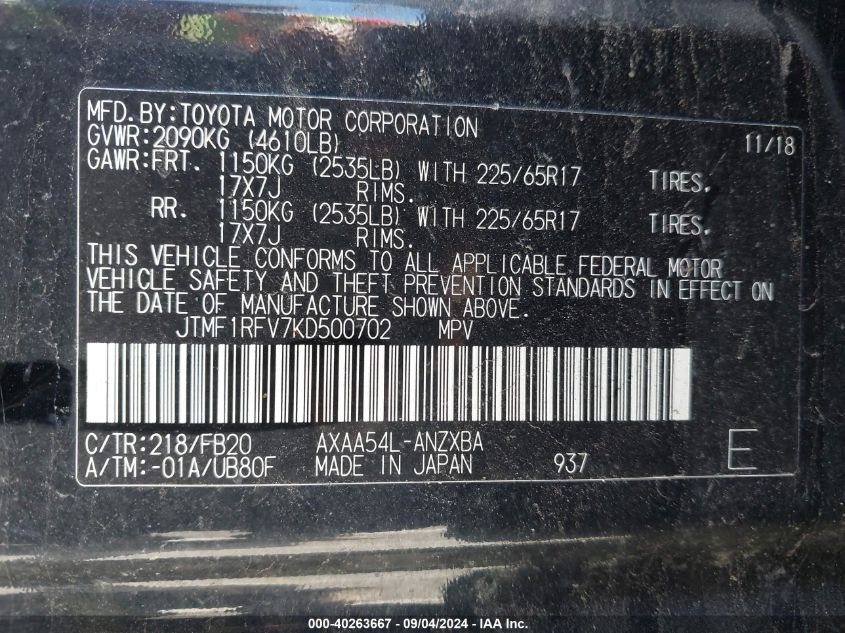 MFD.BY:TOYOTA MOTOR CORPORATION 11/18
GVWR:2090KG (4610LB)
GAWR:FRT. 1150KG (2535LB) WITH 225/65R17 TIRES.
17X7J RIMS.
RR. 1150KG (2535LB) WITH 225/65R17 TIRES.
17X7J RIMS.
THIS VEHICLE CONFORMS TO ALL APPLICABLE FEDERAL MOTOR
VEHICLE SAFETY AND THEFT PREVENTION STANDARDS IN EFFECT ON
THE DATE OF MANUFACTURE SHOWN ABOVE.
JTMF1RFV7KD500702 MPV
C/TR:218/FB20 AXAA54L-ANZXBA
A/TM:-01A/UB80F MADE IN JAPAN 937 E
000-40263667 - 09/04/2024 - IAA Inc.